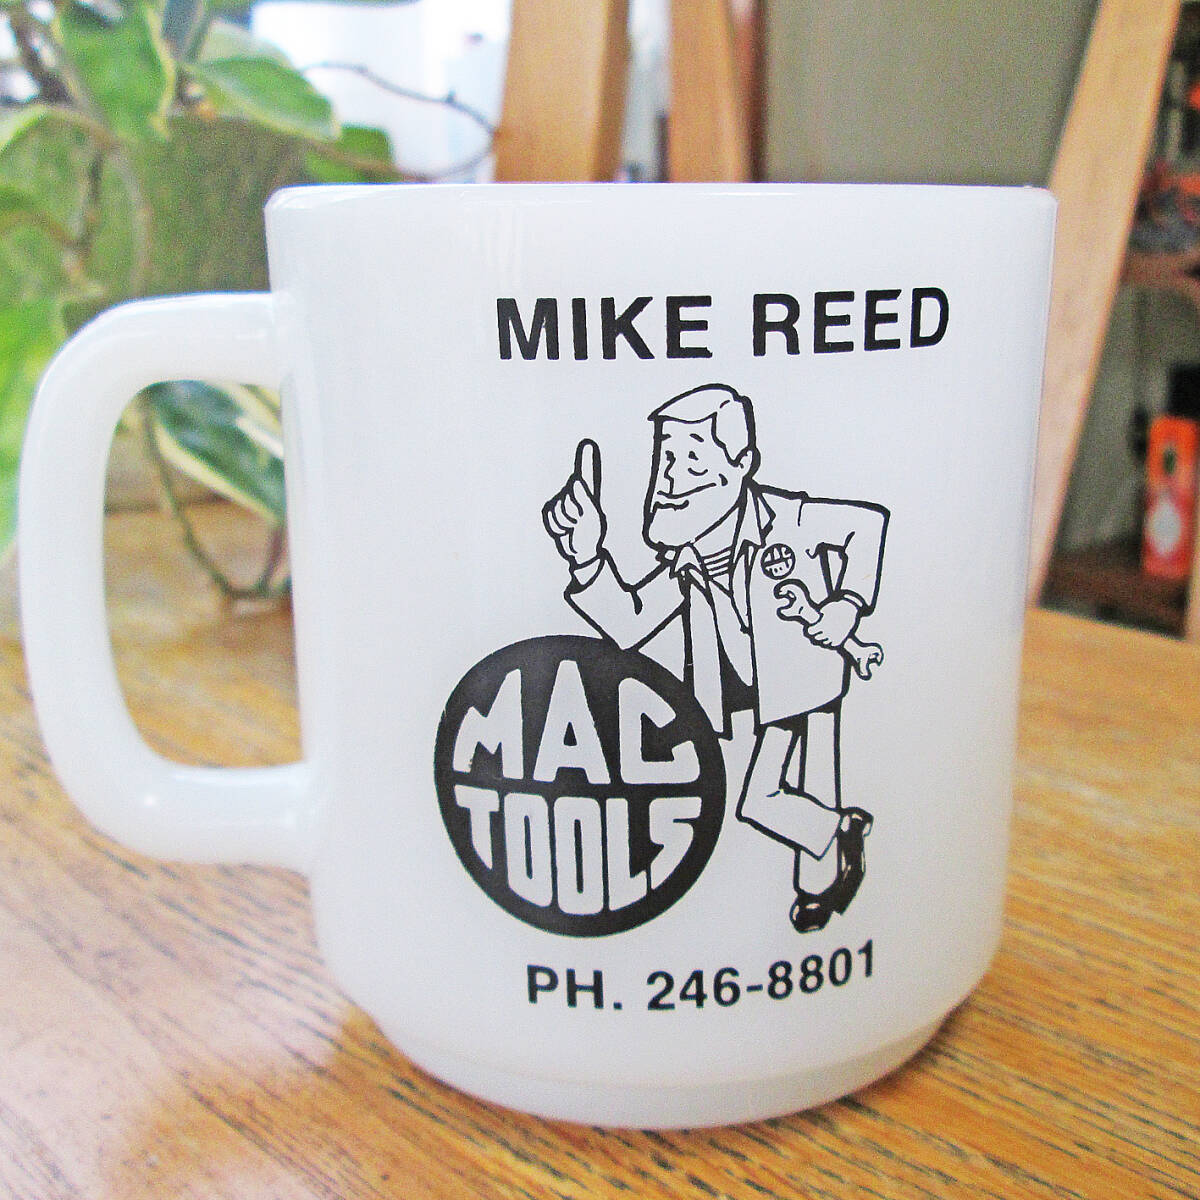 MIKE REED
MAC
TOOLS
PH. 246-8801